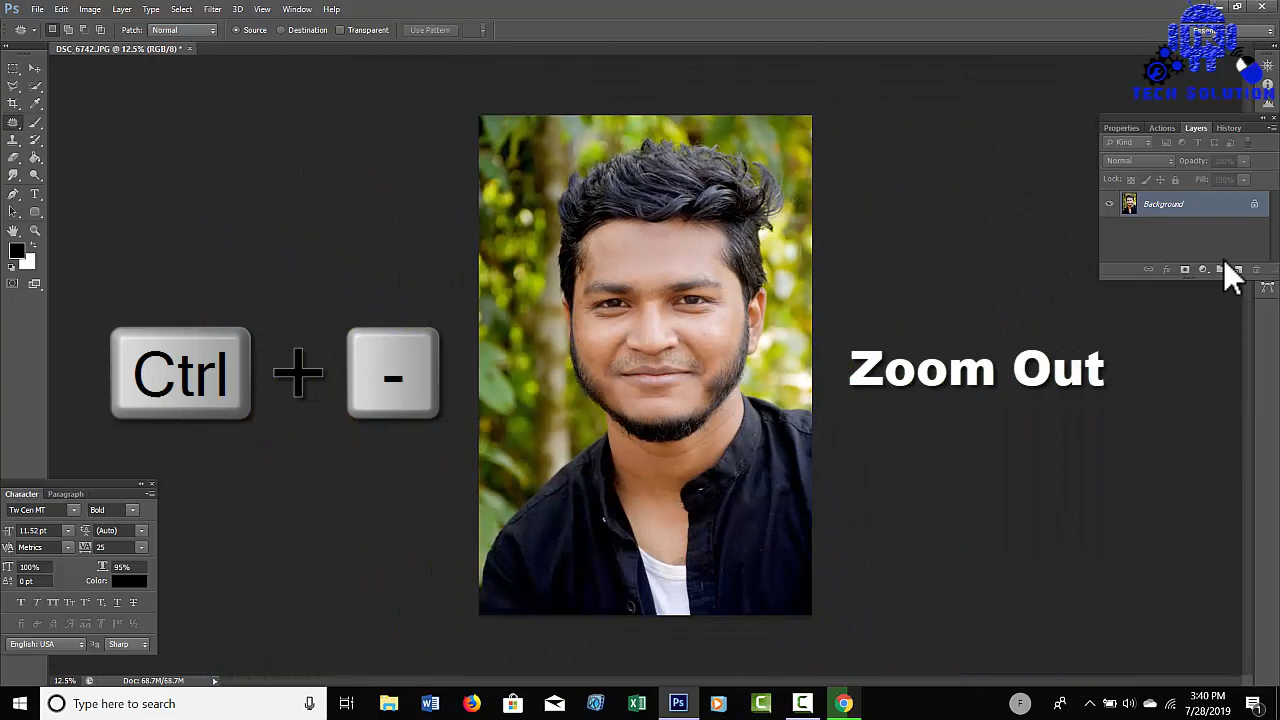 Ps File Edit Image Layer Type Select Filter 3D View Window Help
Patch: Normal Source Destination Transparent Use Pattern
DSC_6742.JPG @ 12.5% (RGB/8) *
TECH SOLUTION
Properties Actions Layers History
Kind
Normal Opacity: 100%
Lock: Fill: 100%
Background
Ctrl + -
Zoom Out
Character Paragraph
Tw Cen MT Bold
11.52 pt (Auto)
Metrics 25
100% 95%
0 pt Color:
English: USA Sharp
12.5% Doc: 68.7M/68.7M
Type here to search
3:40 PM
7/28/2019